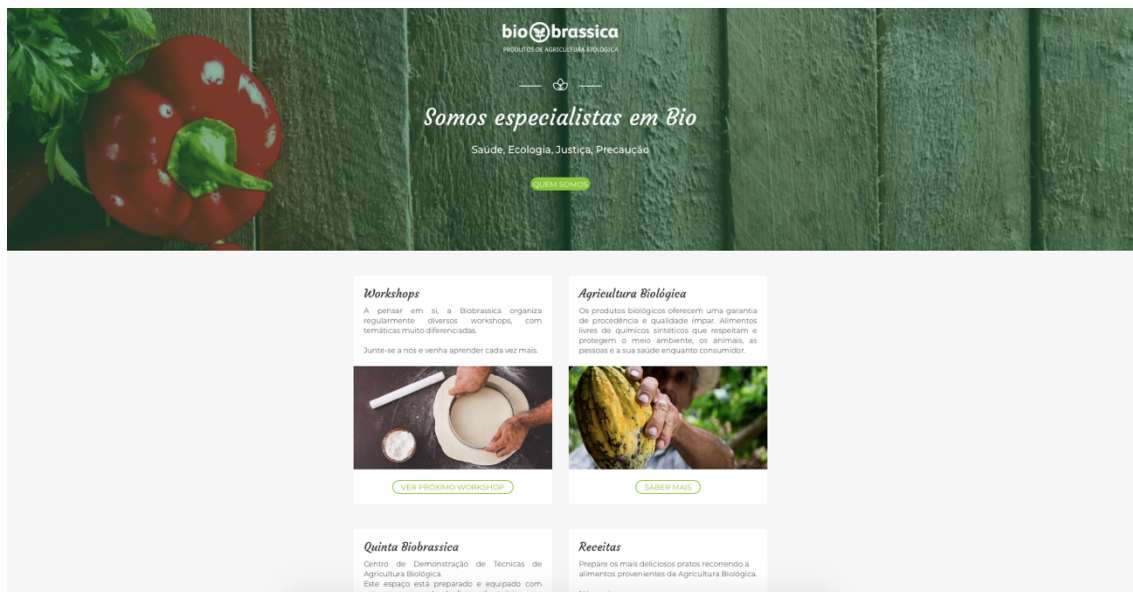 biobrassica
PRODUTOS DE AGRICULTURA BIOLÓGICA
Somos especialistas em Bio
Saúde, Ecologia, Justiça, Precaução
QUEM SOMOS
Workshops
A pensar em si, a Biobrassica organiza
regularmente diversos workshops, com
temáticas muito diferenciadas.
Junte-se a nós e venha aprender cada vez mais.
VER PRÓXIMO WORKSHOP
Agricultura Biológica
Os produtos biológicos oferecem uma garantia
de procedência e qualidade ímpar. Alimentos
livres de químicos sintéticos que respeitam e
protegem o meio ambiente, os animais, as
pessoas e a sua saúde enquanto consumidor.
SABER MAIS
Quinta Biobrassica
Centro de Demonstração de Técnicas de
Agricultura Biológica.
Este espaço está preparado e equipado com
Receitas
Prepare os mais deliciosos pratos recorrendo a
alimentos provenientes de Agricultura Biológica.